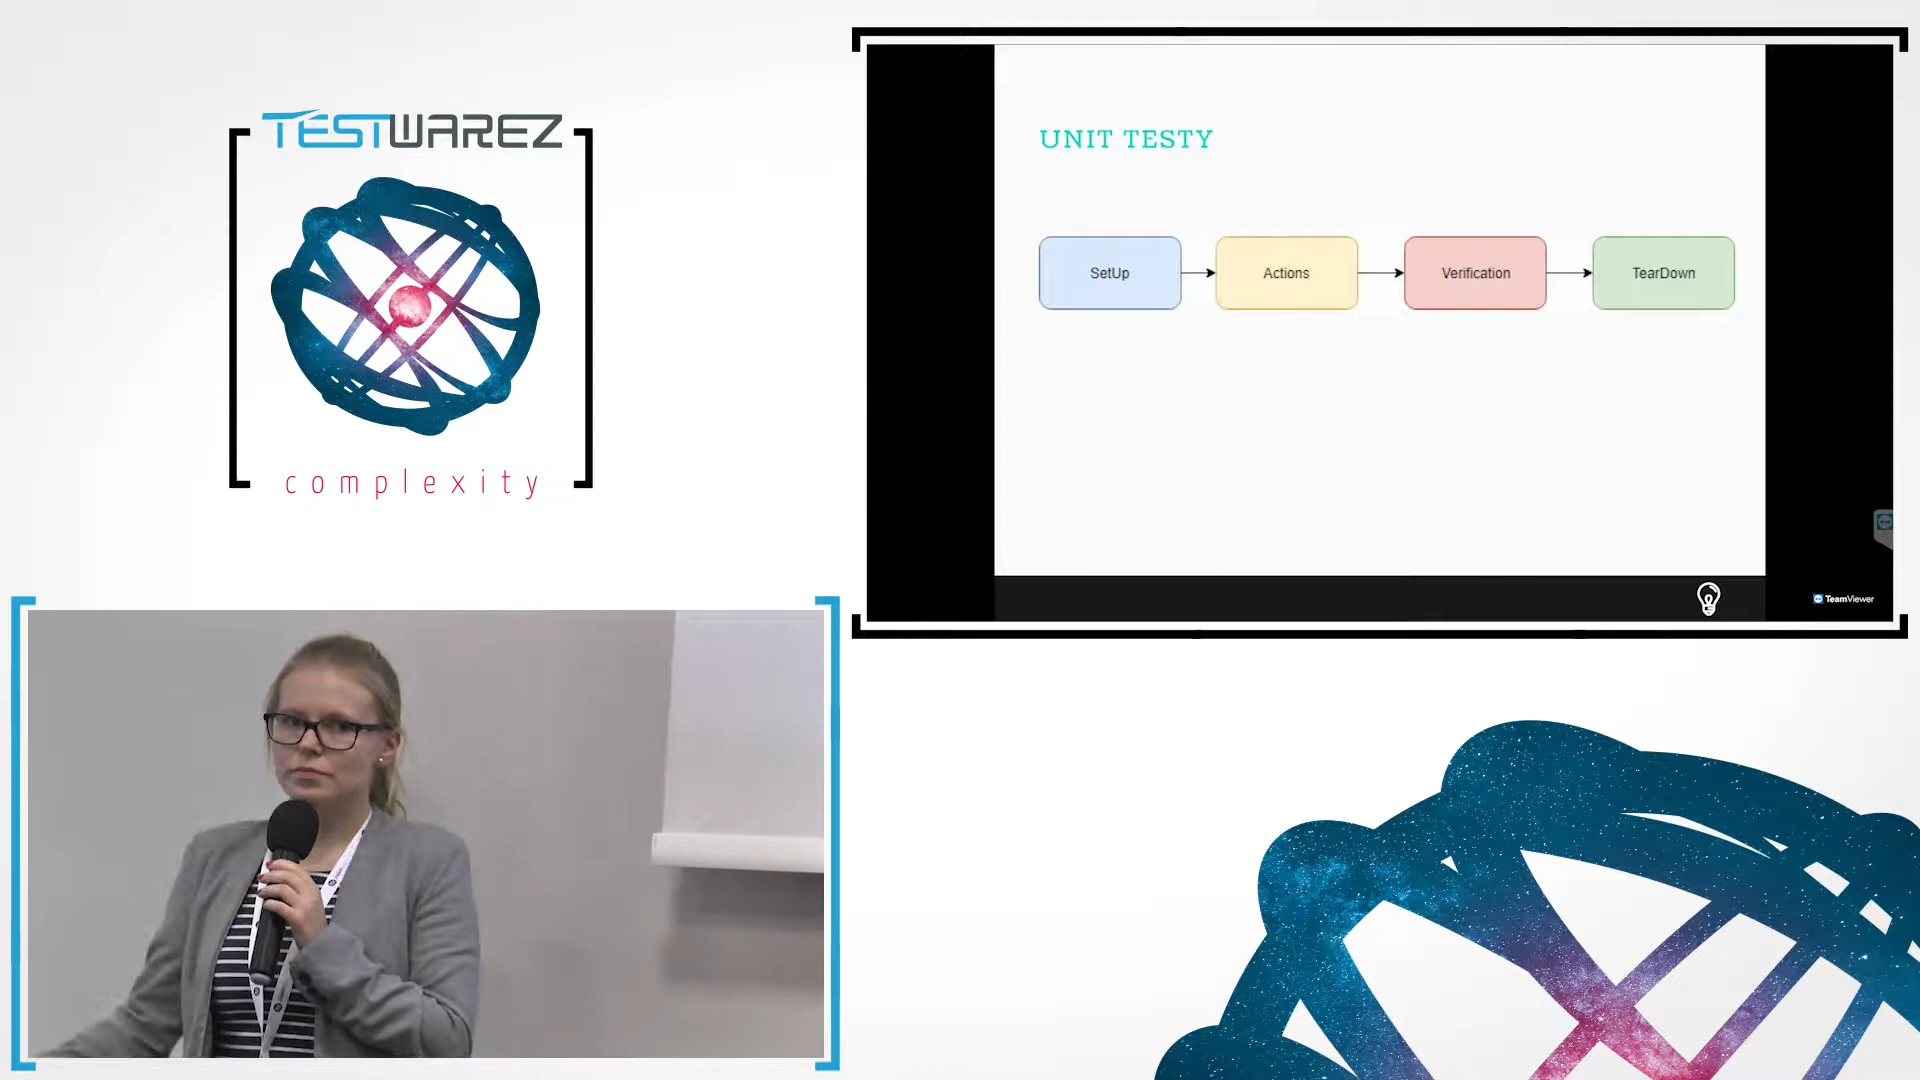 TESTWAREZ
complexity
UNIT TESTY
SetUp
Actions
Verification
TearDown
TeamViewer